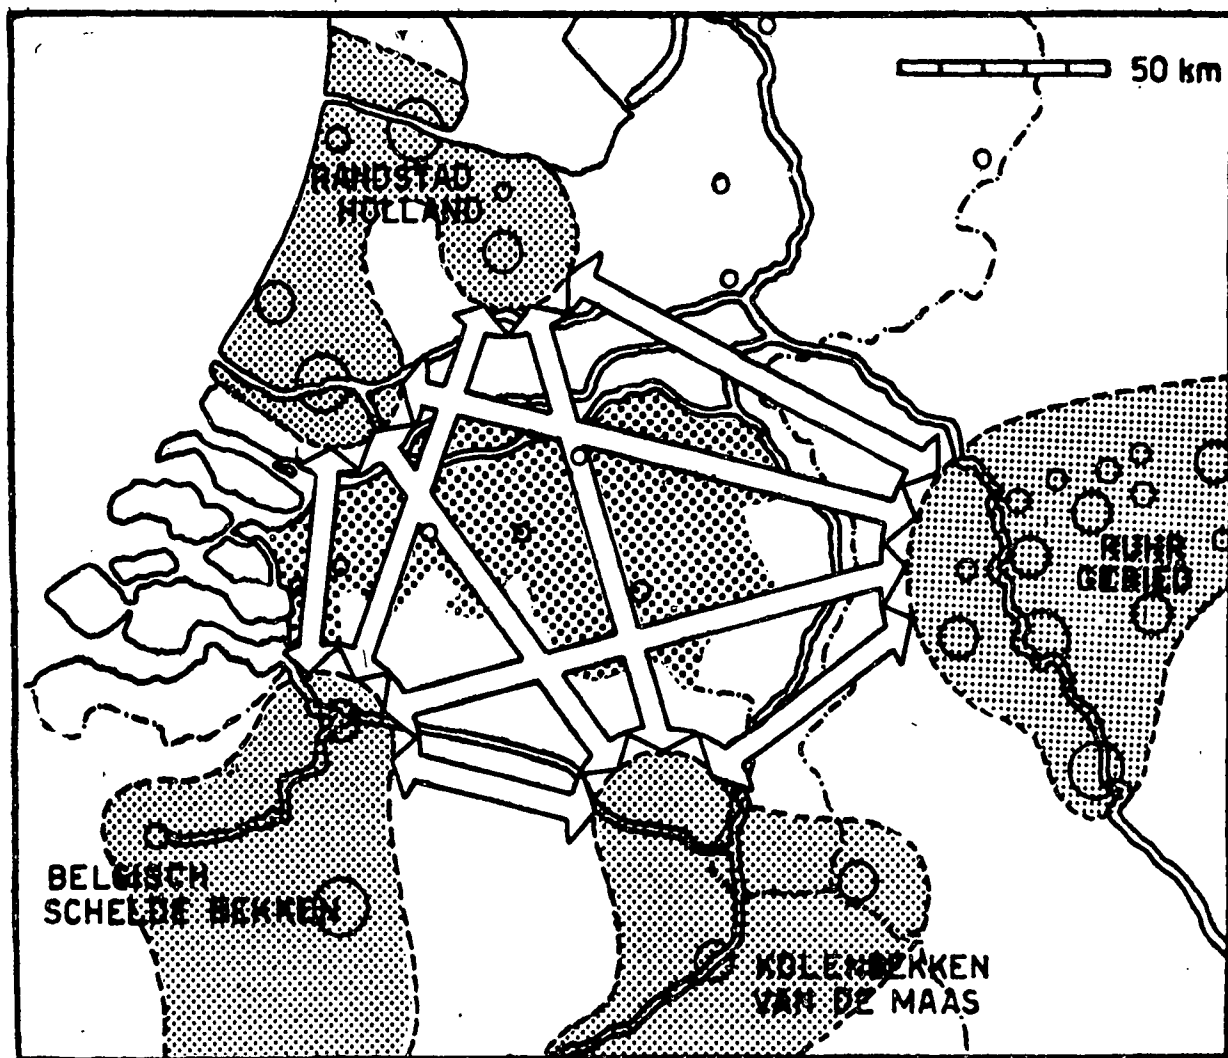 50 km
RANDSTAD
HOLLAND
RUHR
GEBIED
BELGISCH
SCHELDE BEKKEN
KOLENBEKKEN
VAN DE MAAS